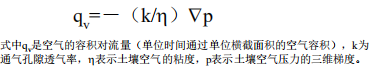 qv=－（k/η）∇p
式中qv是空气的容积对流量（单位时间通过单位横截面积的空气容积），k为
通气孔隙透气率，η表示土壤空气的粘度，p表示土壤空气压力的三维梯度。